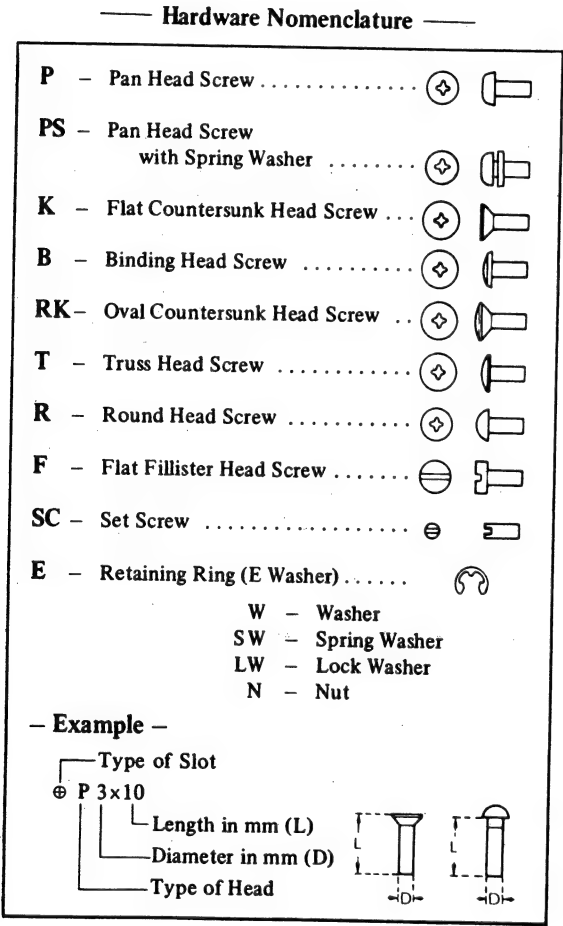 Hardware Nomenclature
P – Pan Head Screw ...............
PS – Pan Head Screw
with Spring Washer ........
K – Flat Countersunk Head Screw ...
B – Binding Head Screw ..........
RK – Oval Countersunk Head Screw ..
T – Truss Head Screw ............
R – Round Head Screw ...........
F – Flat Fillister Head Screw .......
SC – Set Screw ..................
E – Retaining Ring (E Washer) ......
W – Washer
SW – Spring Washer
LW – Lock Washer
N – Nut
– Example –
Type of Slot
⊕ P 3×10
Length in mm (L)
Diameter in mm (D)
Type of Head
L
L
D
D